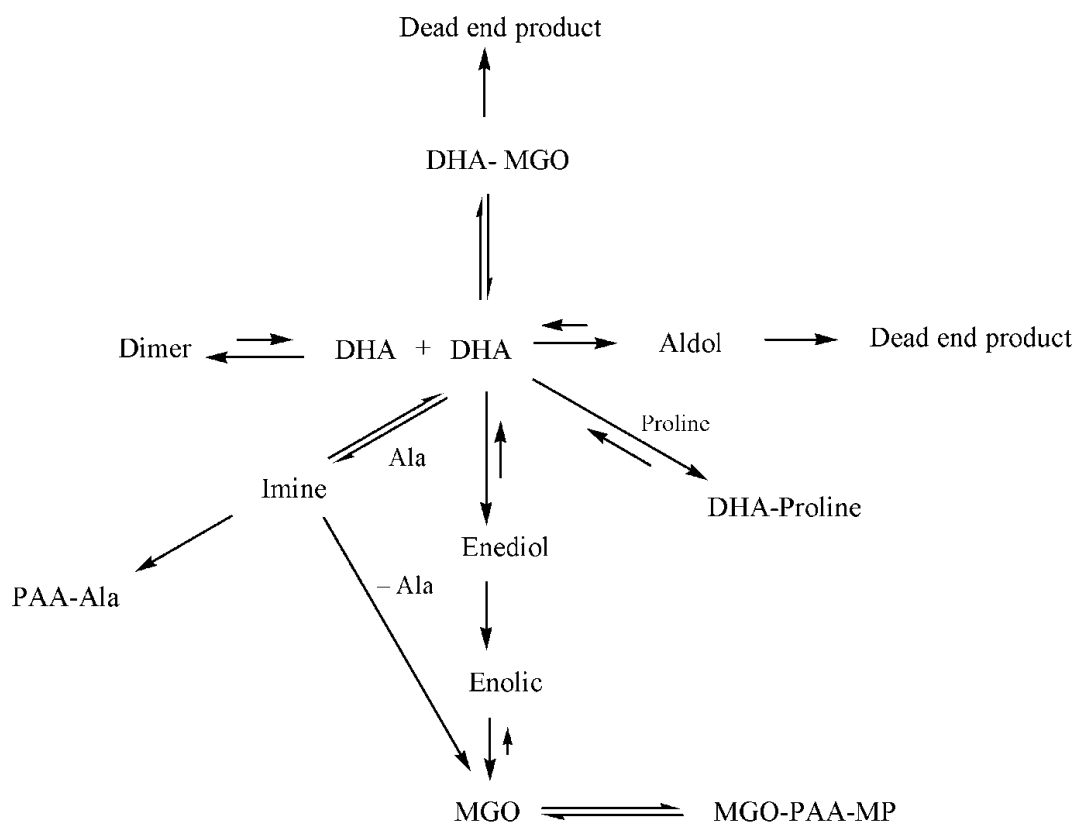 Dead end product
DHA- MGO
Dimer
DHA + DHA
Aldol
Dead end product
Proline
Ala
Imine
DHA-Proline
Enediol
– Ala
PAA-Ala
Enolic
MGO
MGO-PAA-MP